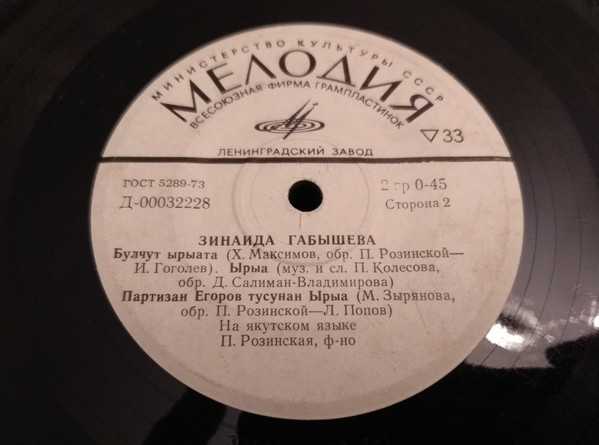 МИНИСТЕРСТВО КУЛЬТУРЫ СССР
МЕЛОДИЯ
ВСЕСОЮЗНАЯ ФИРМА ГРАМПЛАСТИНОК
▽33
ЛЕНИНГРАДСКИЙ ЗАВОД
ГОСТ 5289-73
2 гр 0-45
Д-00032228
Сторона 2
ЗИНАИДА ГАБЫШЕВА
Булчут ырыата (Х. Максимов, обр. П. Розинской—
И. Гоголев). Ырыа (муз. и сл. П. Колесова,
обр. Д. Салиман-Владимирова)
Партизан Егоров тусунан Ырыа (М. Зырянова,
обр. П. Розинской—Л. Попов)
На якутском языке
П. Розинская, ф-но